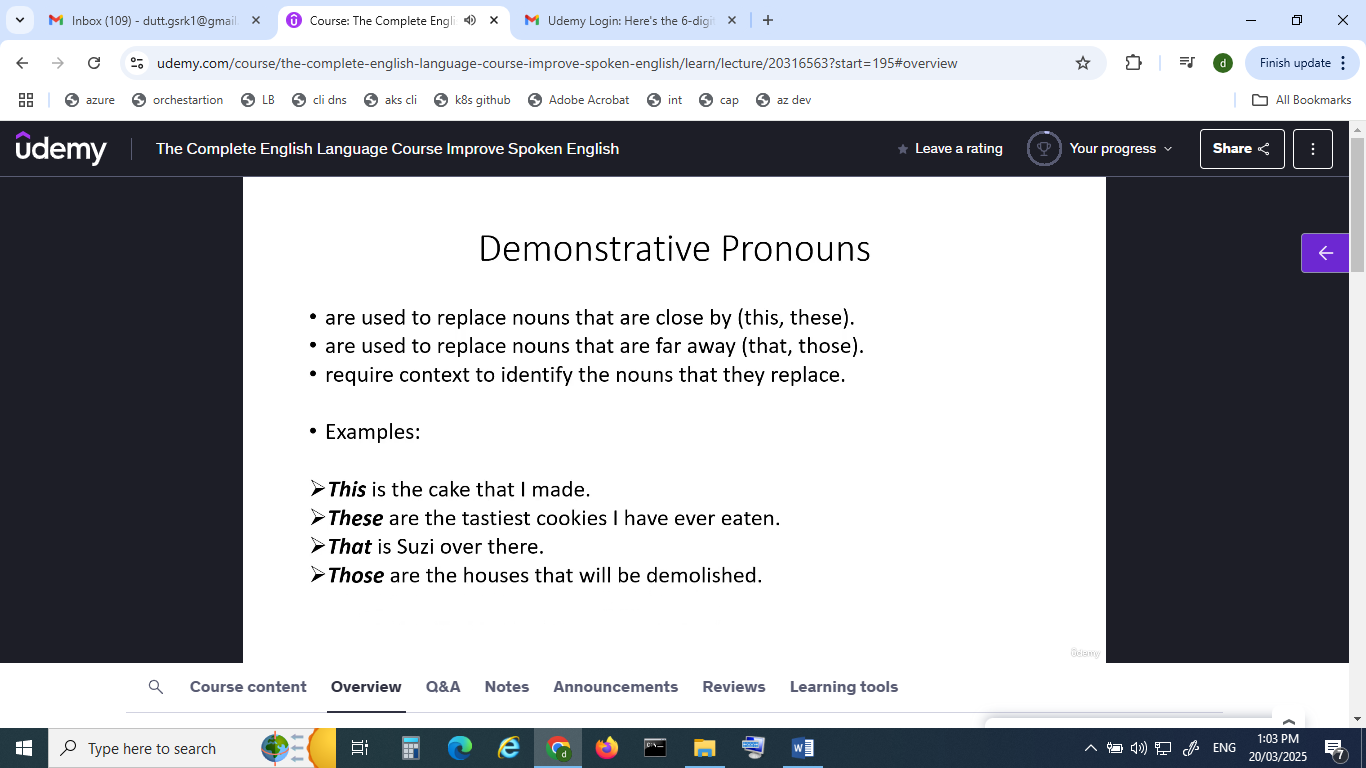 Inbox (109) - dutt.gsrk1@gmail
Course: The Complete Engli
Udemy Login: Here's the 6-digi
udemy.com/course/the-complete-english-language-course-improve-spoken-english/learn/lecture/20316563?start=195#overview
d
Finish update
azure
orchestartion
LB
cli dns
aks cli
k8s github
Adobe Acrobat
int
cap
az dev
All Bookmarks
udemy
The Complete English Language Course Improve Spoken English
Leave a rating
Your progress
Share
Demonstrative Pronouns
• are used to replace nouns that are close by (this, these).
• are used to replace nouns that are far away (that, those).
• require context to identify the nouns that they replace.
• Examples:
➢This is the cake that I made.
➢These are the tastiest cookies I have ever eaten.
➢That is Suzi over there.
➢Those are the houses that will be demolished.
udemy
Course content
Overview
Q&A
Notes
Announcements
Reviews
Learning tools
Type here to search
ENG
1:03 PM
20/03/2025
7